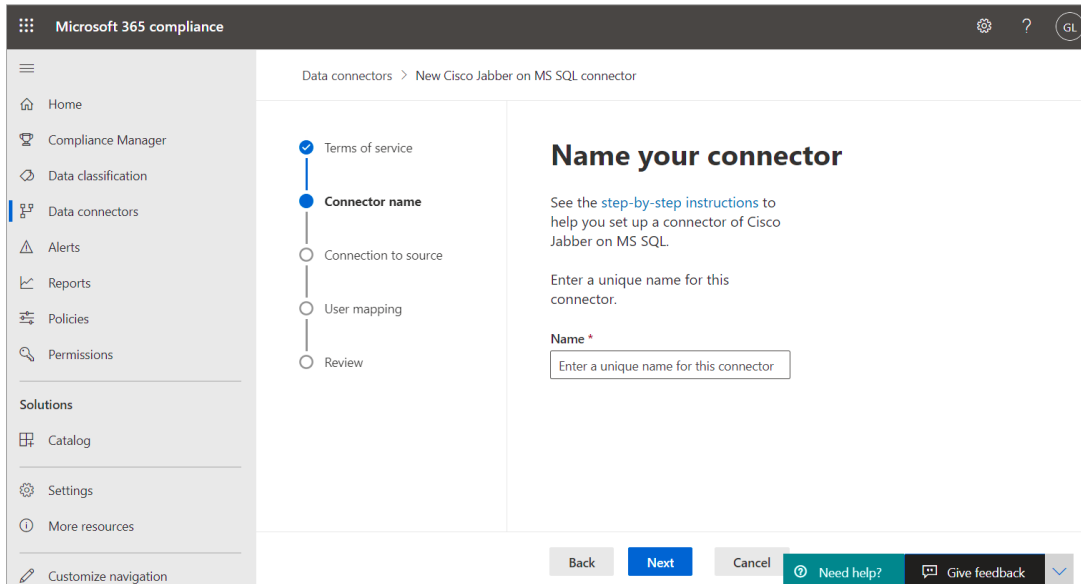 Microsoft 365 compliance
?
GL
Data connectors > New Cisco Jabber on MS SQL connector
Home
Compliance Manager
Data classification
Data connectors
Alerts
Reports
Policies
Permissions
Solutions
Catalog
Settings
More resources
Customize navigation
Terms of service
Connector name
Connection to source
User mapping
Review
Name your connector
See the step-by-step instructions to
help you set up a connector of Cisco
Jabber on MS SQL.
Enter a unique name for this
connector.
Name *
Enter a unique name for this connector
Back
Next
Cancel
Need help?
Give feedback